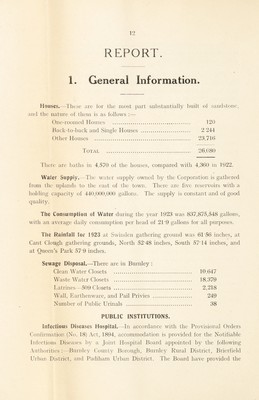 12
REPORT.
1. General Information.
Houses.—These are for the most part substantially built of sandstone,
and the nature of them is as follows :—
One-roomed Houses 120
Back-to-back and Single Houses 2 244
Other Houses 23,716
TOTAL 26,080
There are baths in 4,570 of the houses, compared with 4,360 in 1922.
Water Supply.—The water supply owned by the Corporation is gathered
from the uplands to the east of the town. There are five reservoirs with a
holding capacity of 440,000,000 gallons. The supply is constant and of good
quality.
The Consumption of Water during the year 1923 was 837,875,548 gallons,
with an average daily consumption per head of 21·9 gallons for all purposes.
The Rainfall for 1923 at Swinden gathering ground was 61·86 inches, at
Cant Clough gathering grounds, North 52·48 inches, South 57·14 inches, and
at Queen's Park 57·9 inches.
Sewage Disposal.—There are in Burnley :
Clean Water Closets 10.647
Waste Water Closets 18,379
Latrines—809 Closets 2,218
Wall, Earthenware, and Pail Privies 249
Number of Public Urinals 38
PUBLIC INSTITUTIONS.
Infectious Diseases Hospital.—In accordance with the Provisional Orders
Confirmation (No. 18) Act, 1894, accommodation is provided for the Notifiable
Infectious Diseases by a Joint Hospital Board appointed by the following
Authorities :—Burnley County Borough, Burnley Rural District, Brierfield
Urban District, and Padiham Urban District. The Board have provided the